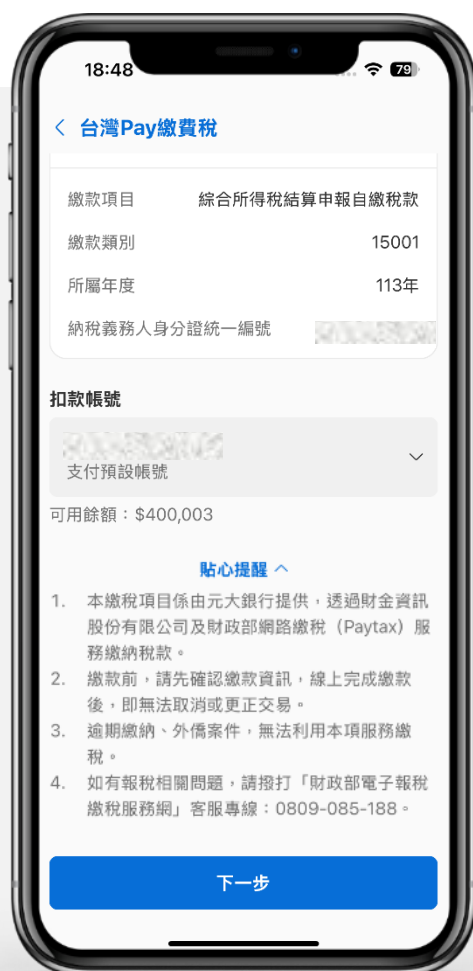 18:48
79
台灣Pay繳費稅
繳款項目 綜合所得稅結算申報自繳稅款
繳款類別 15001
所屬年度 113年
納稅義務人身分證統一編號
扣款帳號
支付預設帳號
可用餘額：$400,003
貼心提醒
1. 本繳稅項目係由元大銀行提供，透過財金資訊
股份有限公司及財政部網路繳稅（Paytax）服
務繳納稅款。
2. 繳款前，請先確認繳款資訊，線上完成繳款
後，即無法取消或更正交易。
3. 逾期繳納、外僑案件，無法利用本項服務繳
稅。
4. 如有報稅相關問題，請撥打「財政部電子報稅
繳稅服務網」客服專線：0809-085-188。
下一步